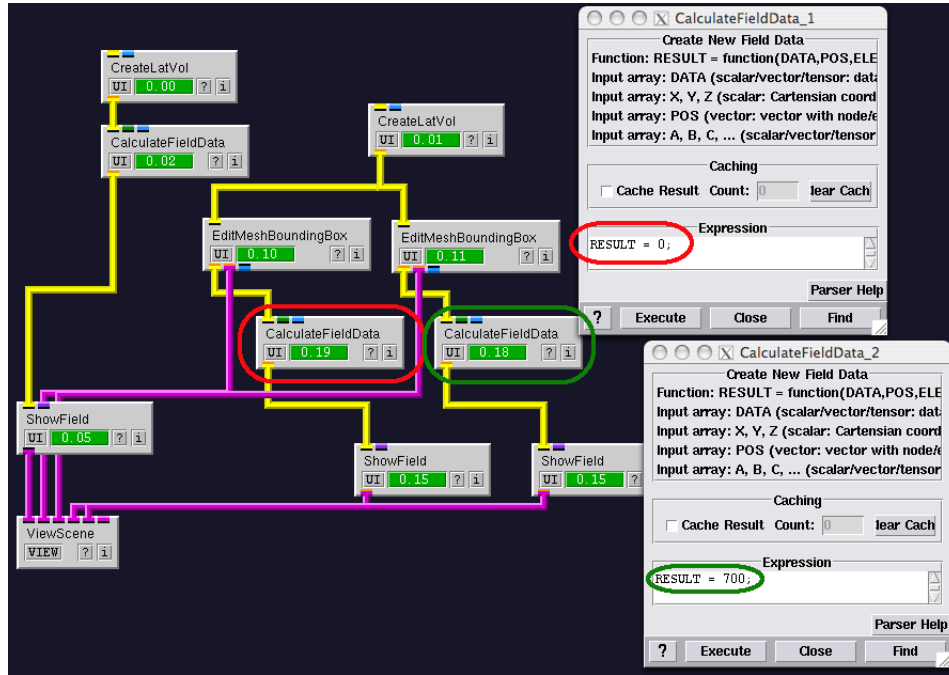 CreateLatVol
UI 0.00 ? i
CalculateFieldData
UI 0.02 ? i
CreateLatVol
UI 0.01 ? i
EditMeshBoundingBox
UI 0.10 ? i
EditMeshBoundingBox
UI 0.11 ? i
CalculateFieldData
UI 0.19 ? i
CalculateFieldData
UI 0.18 ? i
ShowField
UI 0.05 ? i
ShowField
UI 0.15 ? i
ShowField
UI 0.15 ?
ViewScene
VIEW ? i
X CalculateFieldData_1
Create New Field Data
Function: RESULT = function(DATA,POS,ELE
Input array: DATA (scalar/vector/tensor: data
Input array: X, Y, Z (scalar: Cartensian coord
Input array: POS (vector: vector with node/e
Input array: A, B, C, ... (scalar/vector/tensor
Caching
Cache Result Count: 0 lear Cach
Expression
RESULT = 0;
Parser Help
? Execute Close Find
X CalculateFieldData_2
Create New Field Data
Function: RESULT = function(DATA,POS,ELE
Input array: DATA (scalar/vector/tensor: data
Input array: X, Y, Z (scalar: Cartensian coord
Input array: POS (vector: vector with node/e
Input array: A, B, C, ... (scalar/vector/tensor
Caching
Cache Result Count: 0 lear Cach
Expression
RESULT = 700;
Parser Help
? Execute Close Find